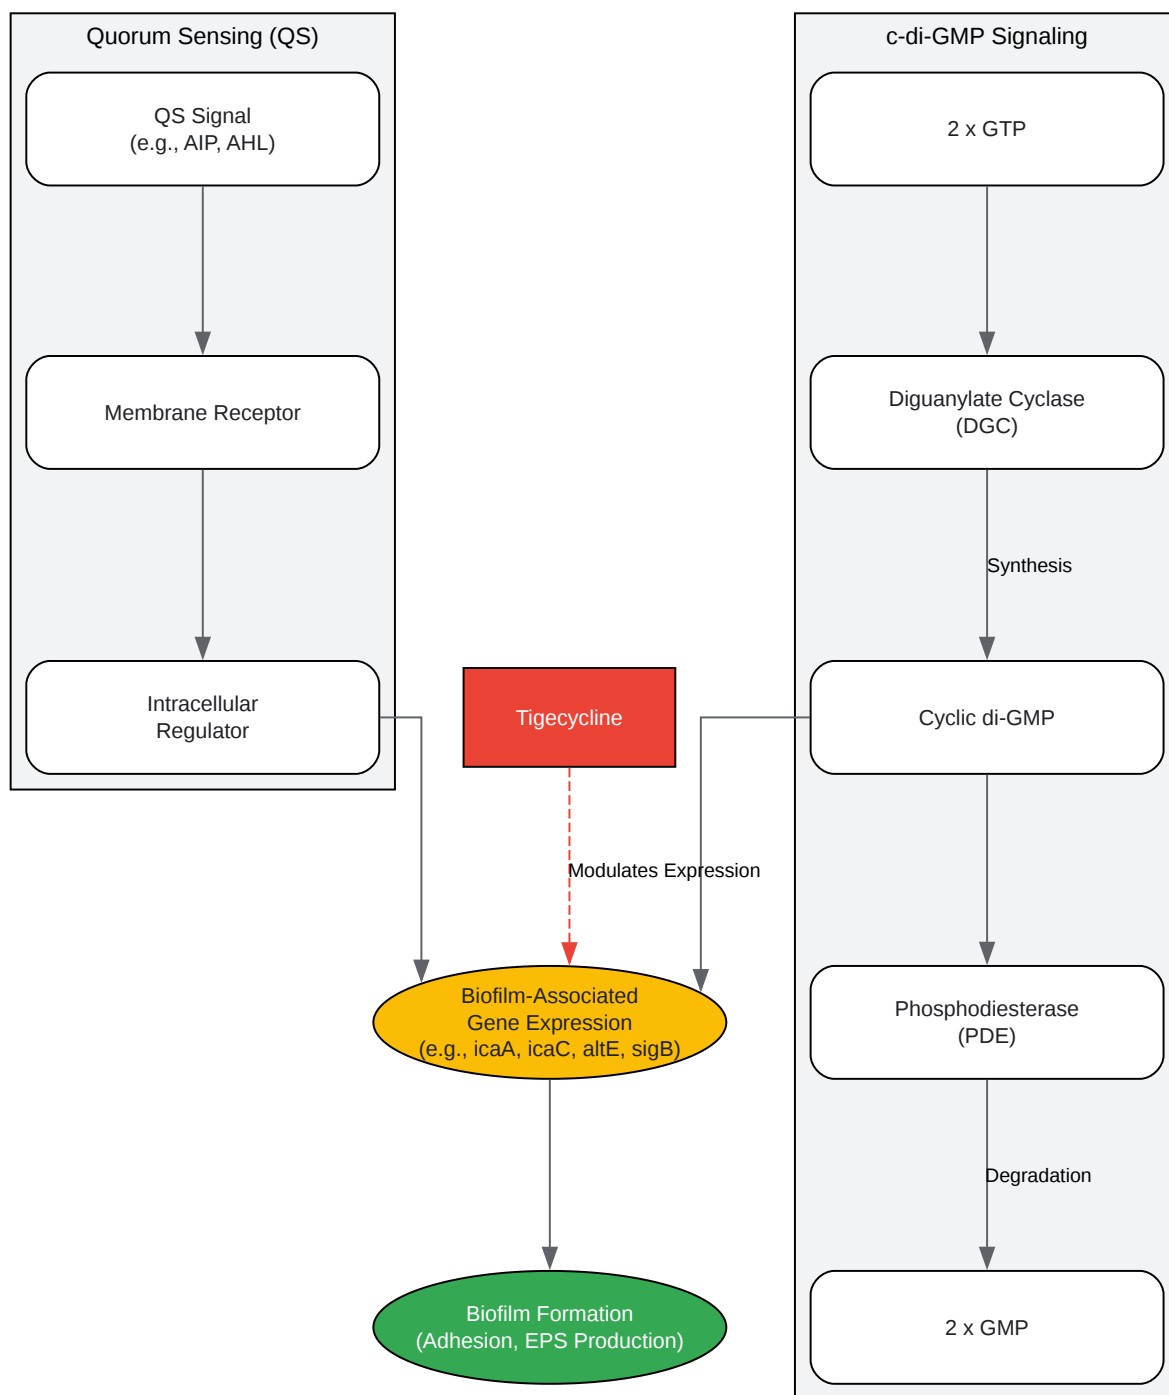 Quorum Sensing (QS)
QS Signal
(e.g., AIP, AHL)
Membrane Receptor
Intracellular
Regulator
c-di-GMP Signaling
2 x GTP
Diguanylate Cyclase
(DGC)
Synthesis
Cyclic di-GMP
Phosphodiesterase
(PDE)
Degradation
2 x GMP
Tigecycline
Modulates Expression
Biofilm-Associated
Gene Expression
(e.g., icaA, icaC, altE, sigB)
Biofilm Formation
(Adhesion, EPS Production)